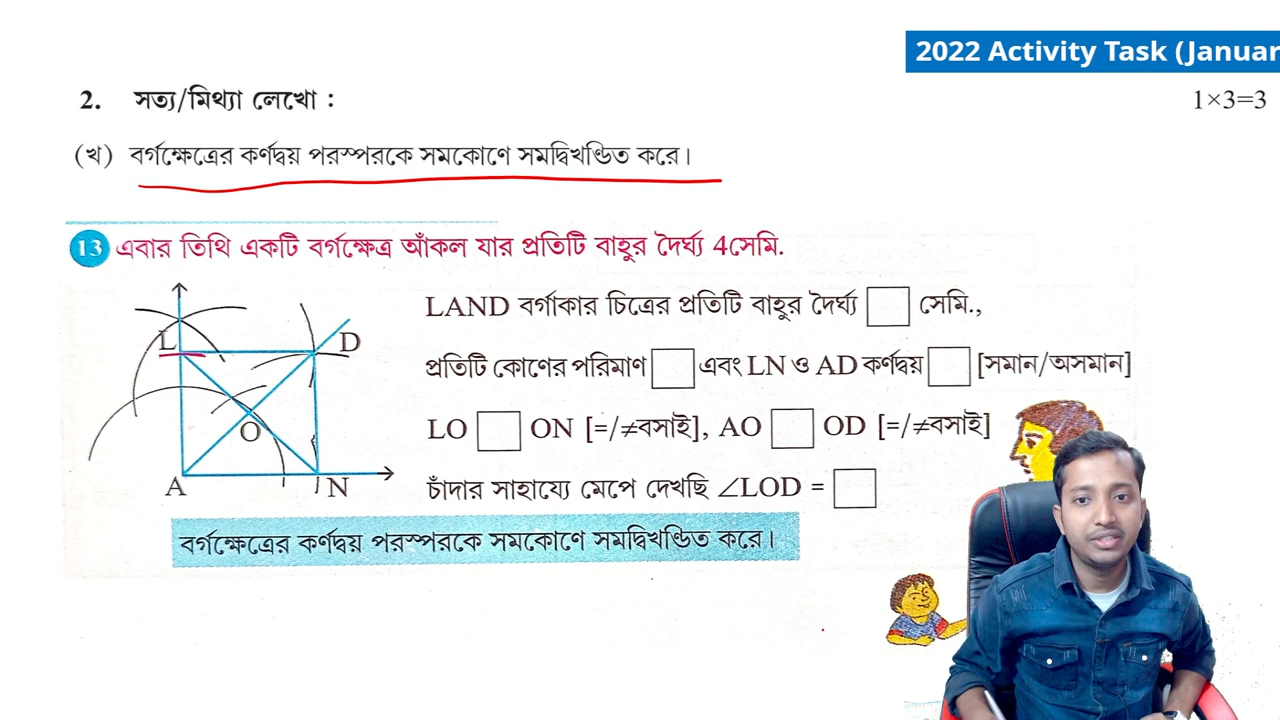 2022 Activity Task (Januar
2. সত্য/মিথ্যা লেখো :
1×3=3
(খ) বর্গক্ষেত্রের কর্ণদ্বয় পরস্পরকে সমকোণে সমদ্বিখণ্ডিত করে।
13 এবার তিথি একটি বর্গক্ষেত্র আঁকল যার প্রতিটি বাহুর দৈর্ঘ্য 4সেমি.
L
D
O
A
N
LAND বর্গাকার চিত্রের প্রতিটি বাহুর দৈর্ঘ্য সেমি.,
প্রতিটি কোণের পরিমাণ এবং LN ও AD কর্ণদ্বয় [সমান/অসমান]
LO ON [=/≠বসাই], AO OD [=/≠বসাই]
চাঁদার সাহায্যে মেপে দেখছি ∠LOD =
বর্গক্ষেত্রের কর্ণদ্বয় পরস্পরকে সমকোণে সমদ্বিখণ্ডিত করে।